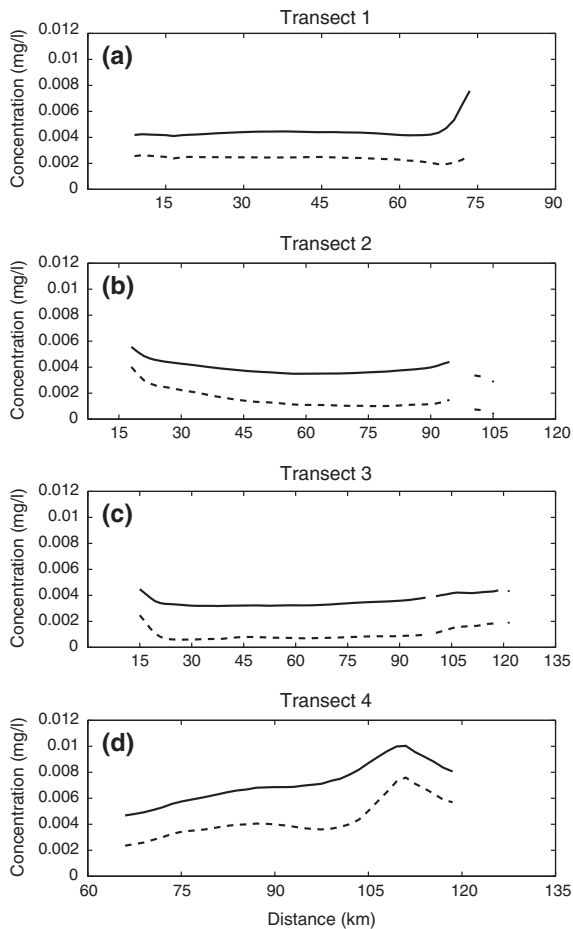 Transect 1
(a)
Concentration (mg/l)
0.012
0.01
0.008
0.006
0.004
0.002
0
15 30 45 60 75 90
Transect 2
(b)
Concentration (mg/l)
0.012
0.01
0.008
0.006
0.004
0.002
0
15 30 45 60 75 90 105 120
Transect 3
(c)
Concentration (mg/l)
0.012
0.01
0.008
0.006
0.004
0.002
0
15 30 45 60 75 90 105 120 135
Transect 4
(d)
Concentration (mg/l)
0.012
0.01
0.008
0.006
0.004
0.002
0
60 75 90 105 120 135
Distance (km)